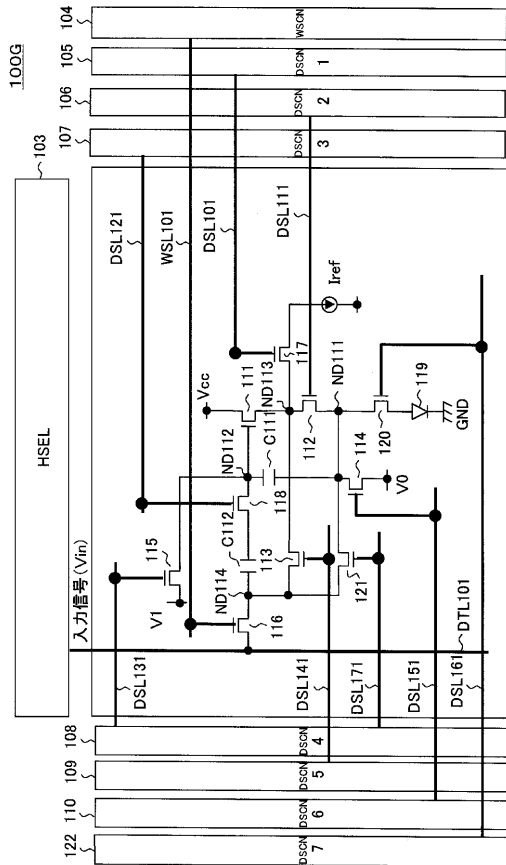 100G
104
WSCN
105
DSCN
1
106
DSCN
2
107
DSCN
3
103
HSEL
DSL121
WSL101
DSL101
DSL111
Iref
117
Vcc
111
ND113
ND111
119
ND112
C111
112
120
GND
115
118
114
V0
C112
113
121
V1
ND114
116
入力信号(Vin)
DSL131
DSL141
DSL171
DSL151
DSL161
DTL101
108
DSCN
4
109
DSCN
5
110
DSCN
6
122
DSCN
7